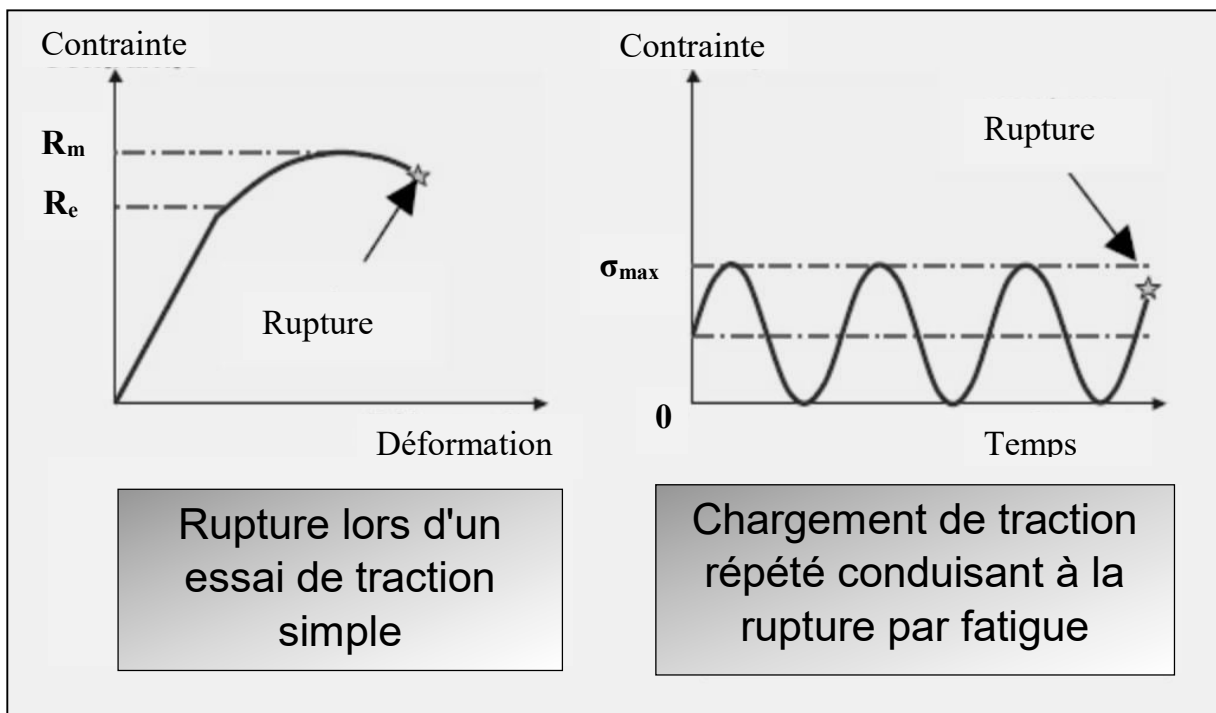 Contrainte
Rm
Re
Rupture
Déformation
Rupture lors d'un
essai de traction
simple
Contrainte
Rupture
σmax
0
Temps
Chargement de traction
répété conduisant à la
rupture par fatigue